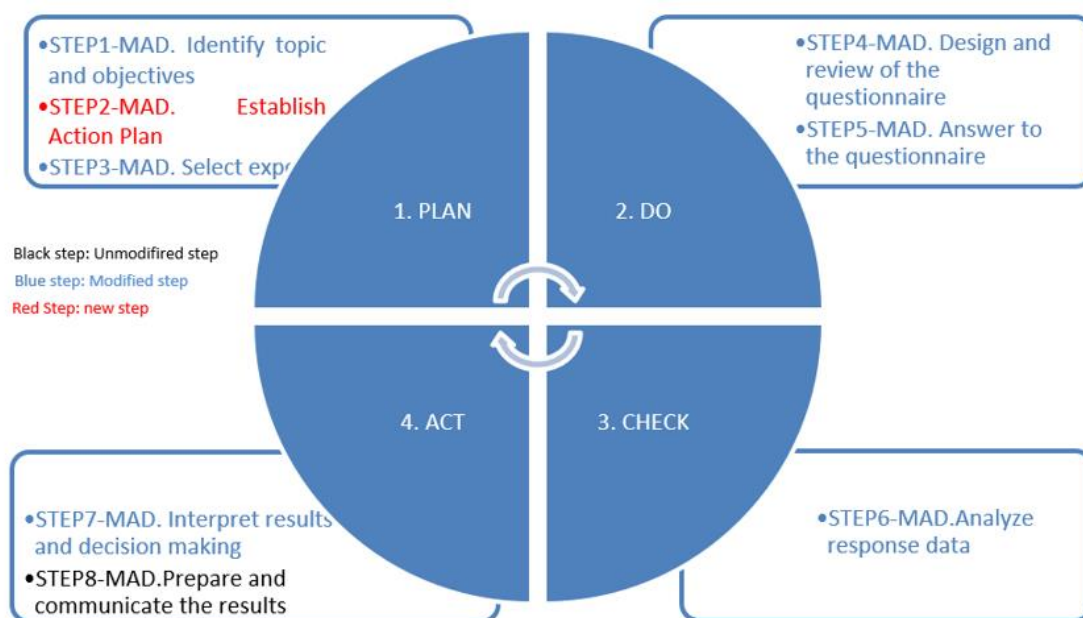 •STEP1-MAD. Identify topic
and objectives
•STEP2-MAD. Establish
Action Plan
•STEP3-MAD. Select
•STEP4-MAD. Design and
review of the
questionnaire
•STEP5-MAD. Answer to
the questionnaire
1. PLAN
2. DO
Black step: Unmodifired step
Blue step: Modified step
Red Step: new step
4. ACT
3. CHECK
•STEP7-MAD. Interpret results
and decision making
•STEP8-MAD.Prepare and
communicate the results
•STEP6-MAD.Analyze
response data